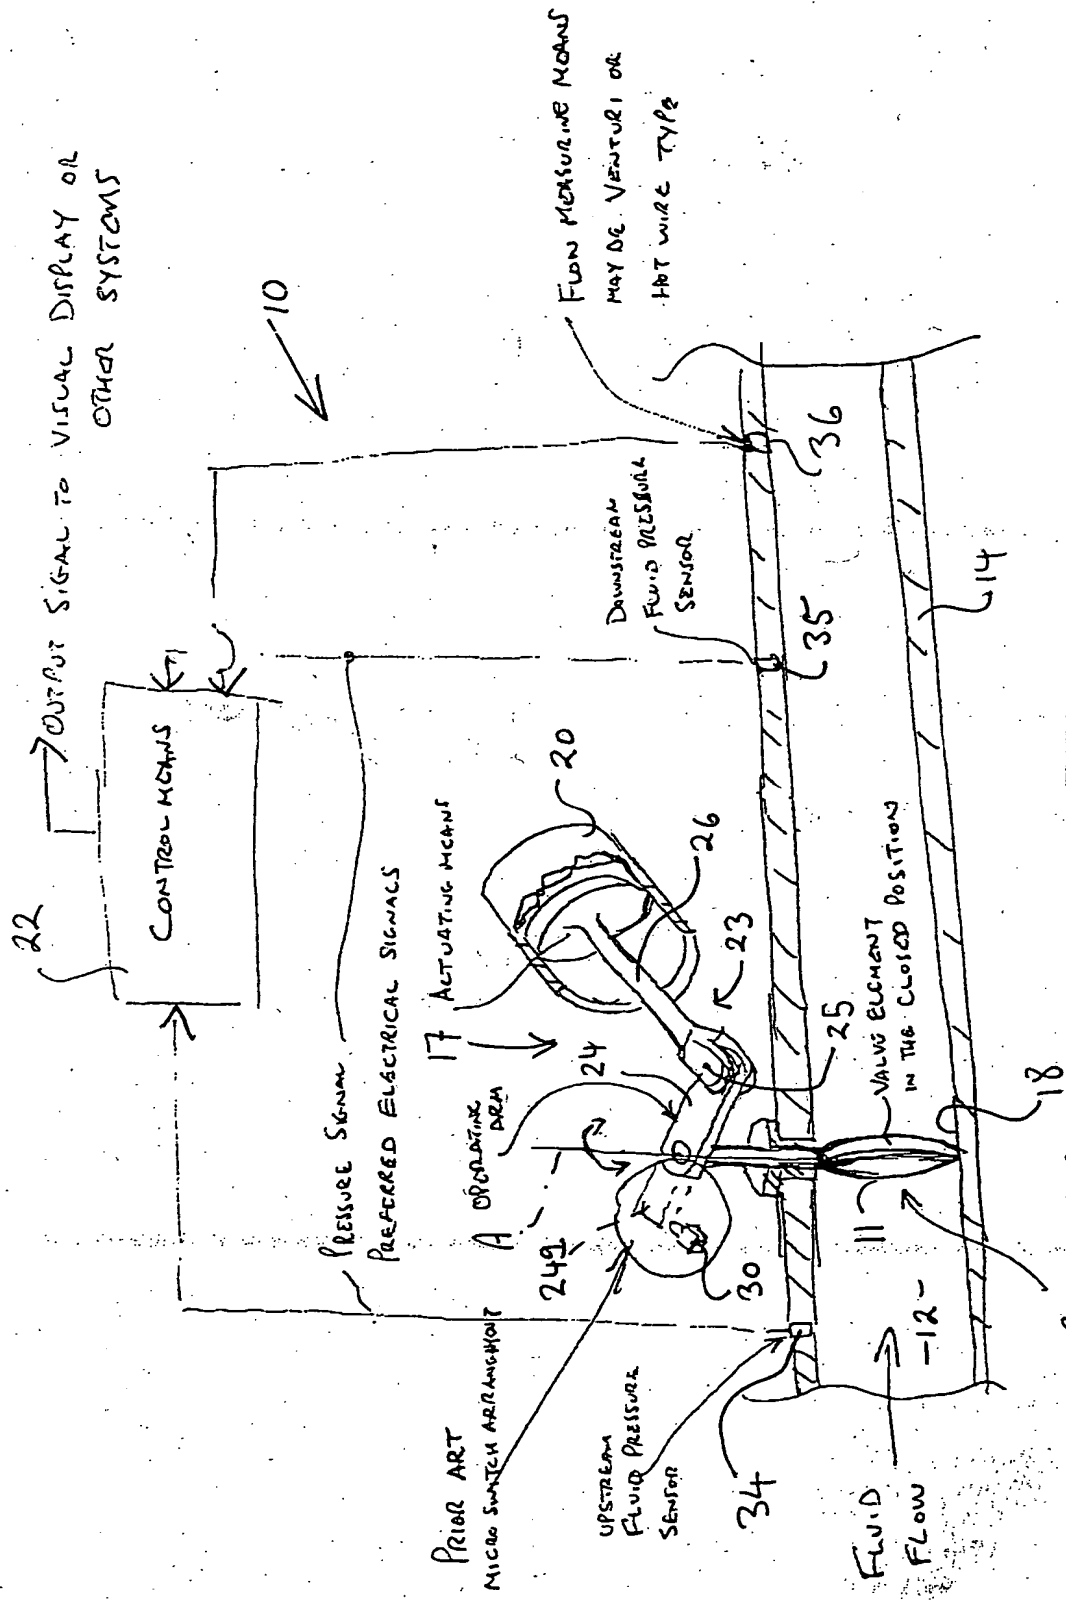 OUTPUT SIGNAL TO VISUAL DISPLAY OR
OTHER SYSTEMS
22
CONTROL MEANS
10
PRESSURE SIGNAL
PREFERRED ELECTRICAL SIGNALS
FLOW MEASURING MEANS
MAY BE VENTURI OR
HOT WIRE TYPE
PRIOR ART
MICRO SWITCH ARRANGMENT
A
OPERATING
ARM
17
ACTUATING MEANS
20
24
24a
26
23
25
30
UPSTREAM
FLUID PRESSURE
SENSOR
34
DOWNSTREAM
FLUID PRESSURE
SENSOR
35
36
FLUID
FLOW
-12-
11
VALVE ELEMENT
IN THE CLOSED POSITION
18
14